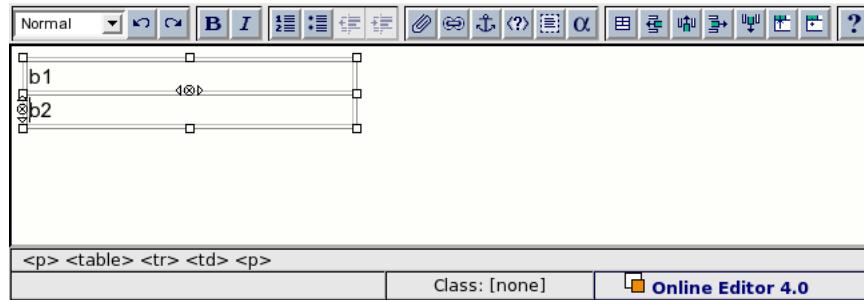 Normal B I <?> α ?
b1
b2
<p> <table> <tr> <td> <p>
Class: [none] Online Editor 4.0